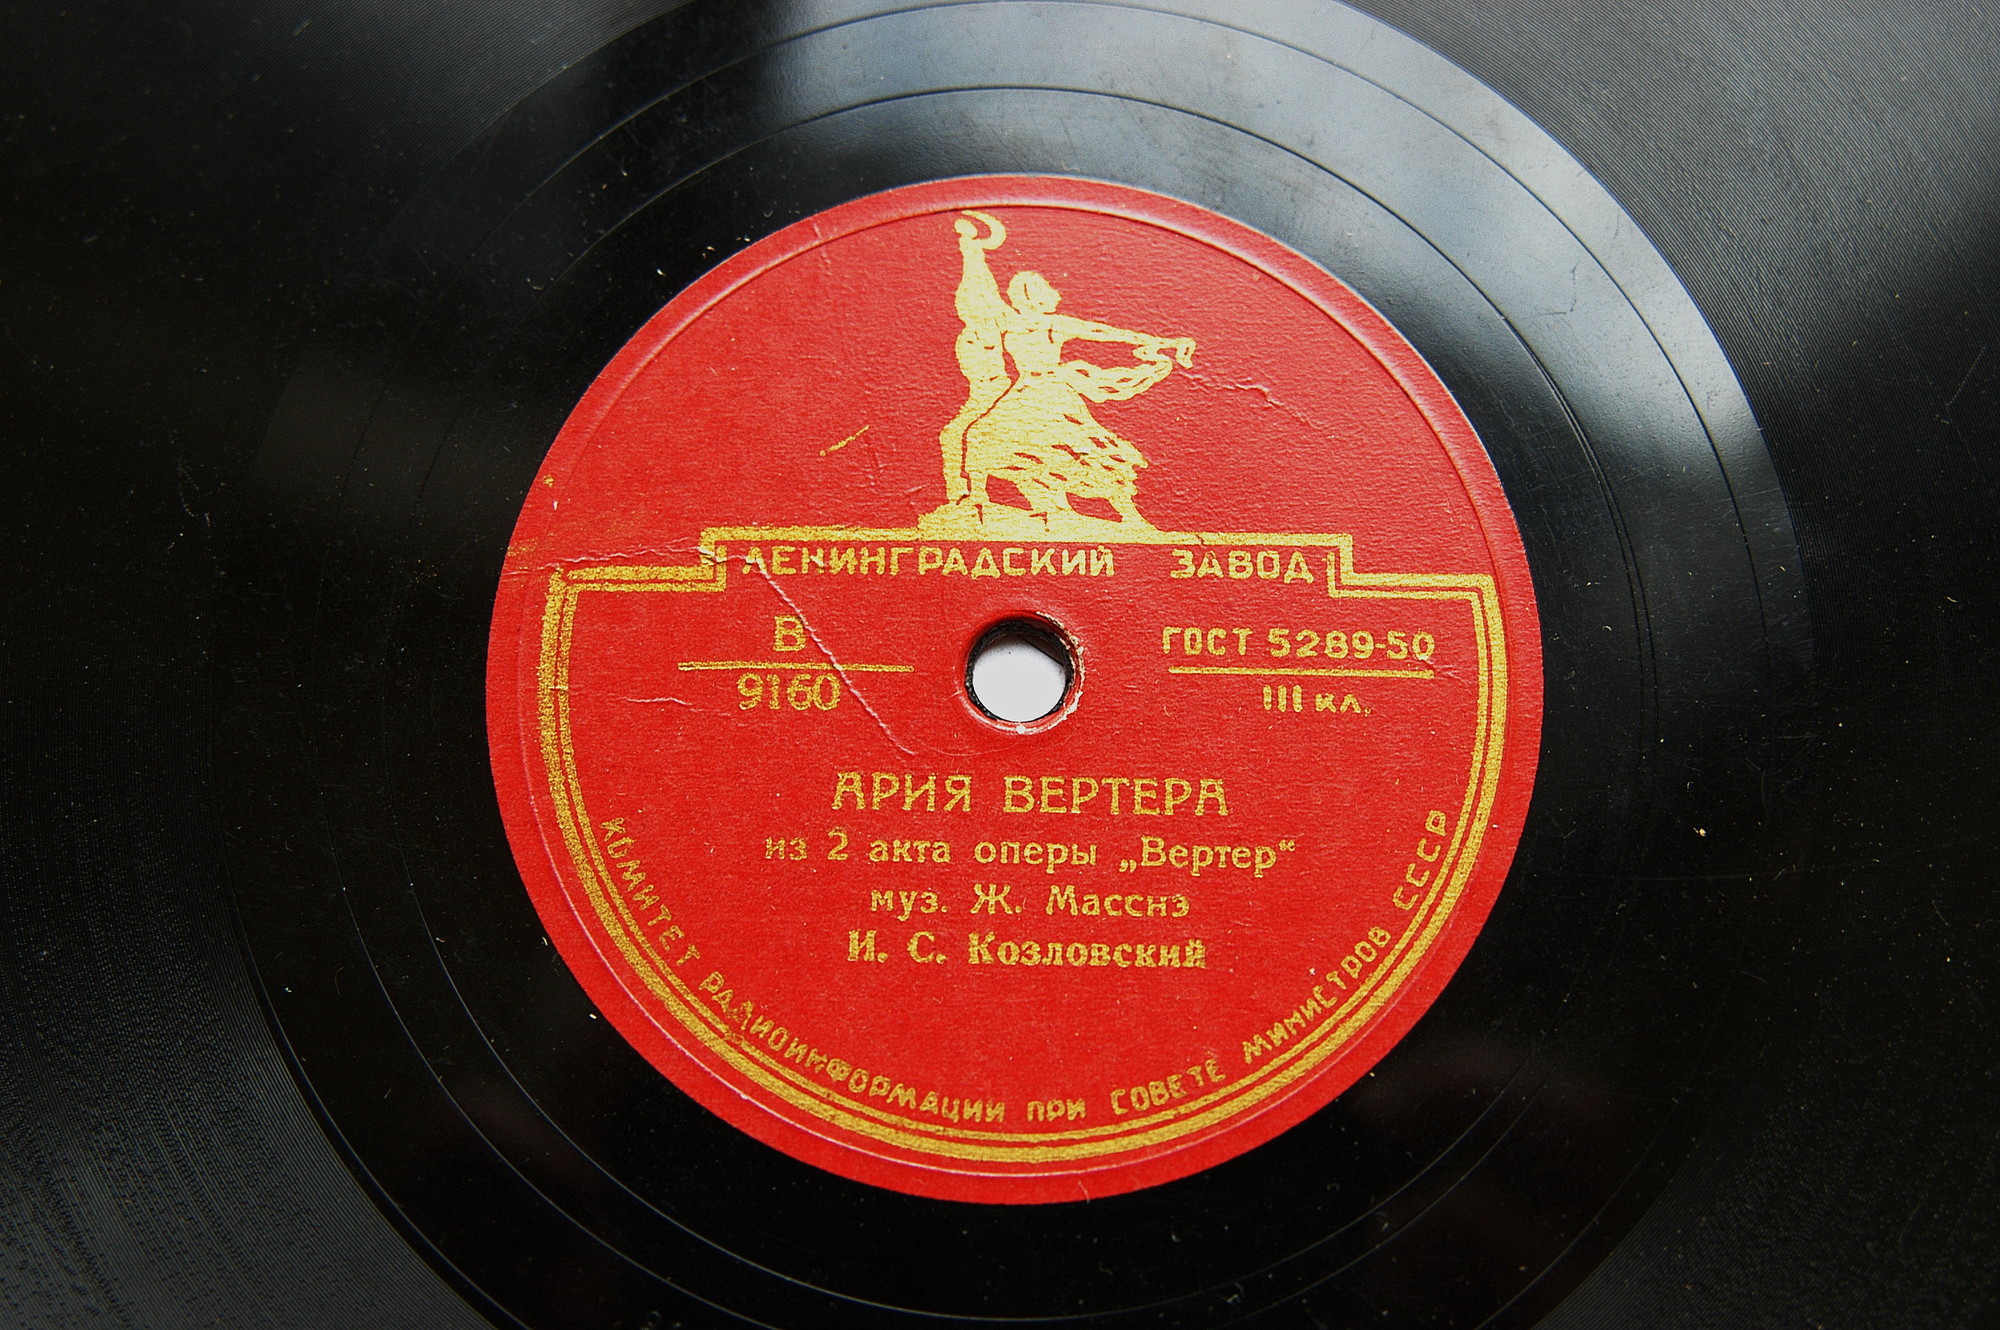 ЛЕНИНГРАДСКИЙ ЗАВОД
В
9160
ГОСТ 5289-50
III кл.
АРИЯ ВЕРТЕРА
из 2 акта оперы „Вертер“
муз. Ж. Масснэ
И. С. Козловский
КОМИТЕТ РАДИОИНФОРМАЦИИ ПРИ СОВЕТЕ МИНИСТРОВ СССР